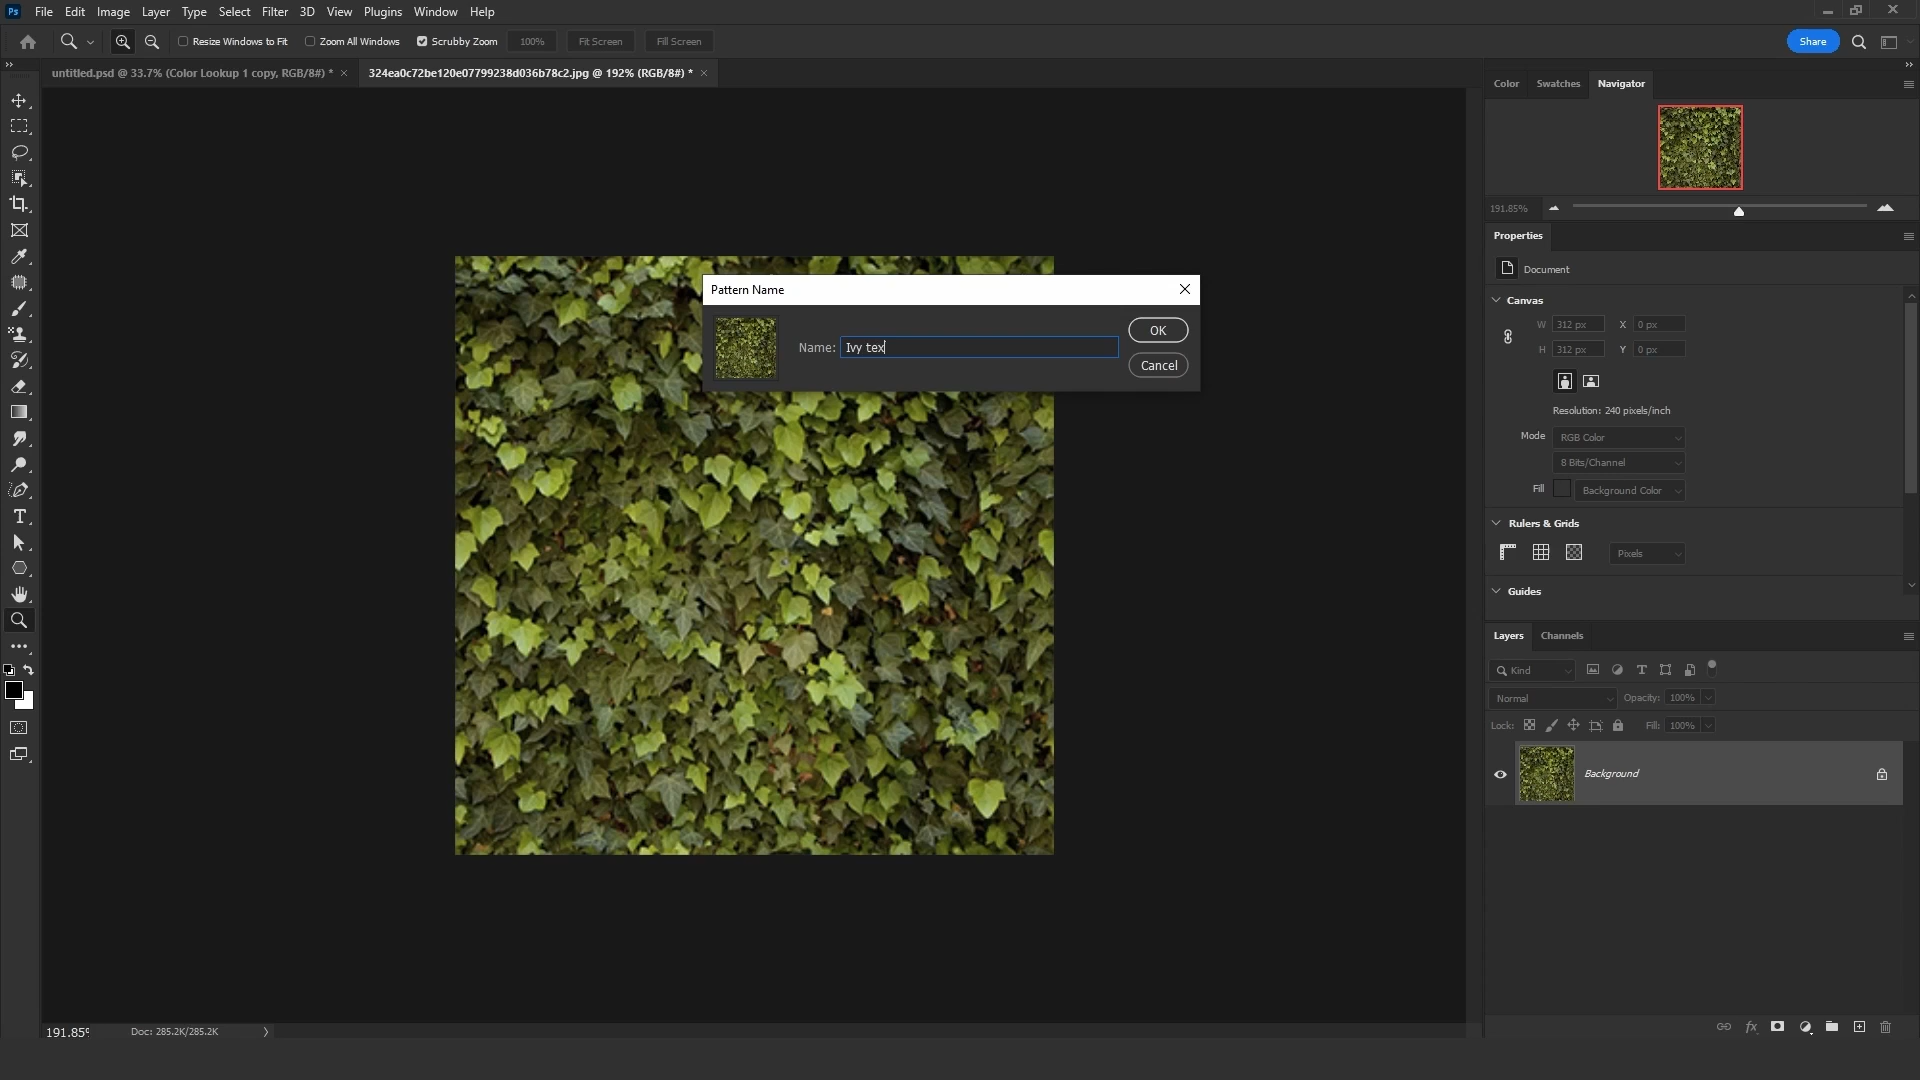 Ps File Edit Image Layer Type Select Filter 3D View Plugins Window Help
Resize Windows to Fit Zoom All Windows Scrubby Zoom 100% Fit Screen Fill Screen Share
untitled.psd @ 33.7% (Color Lookup 1 copy, RGB/8#) * × 324ea0c72be120e07799238d036b78c2.jpg @ 192% (RGB/8#) * ×
Color Swatches Navigator
191.85%
Properties
Document
Canvas
W 312 px X 0 px
H 312 px Y 0 px
Resolution: 240 pixels/inch
Mode RGB Color
8 Bits/Channel
Fill Background Color
Rulers & Grids
Pixels
Guides
Pattern Name
Name: Ivy tex
OK
Cancel
Layers Channels
Kind
Normal Opacity: 100%
Lock: Fill: 100%
Background
fx
191.85% Doc: 285.2K/285.2K